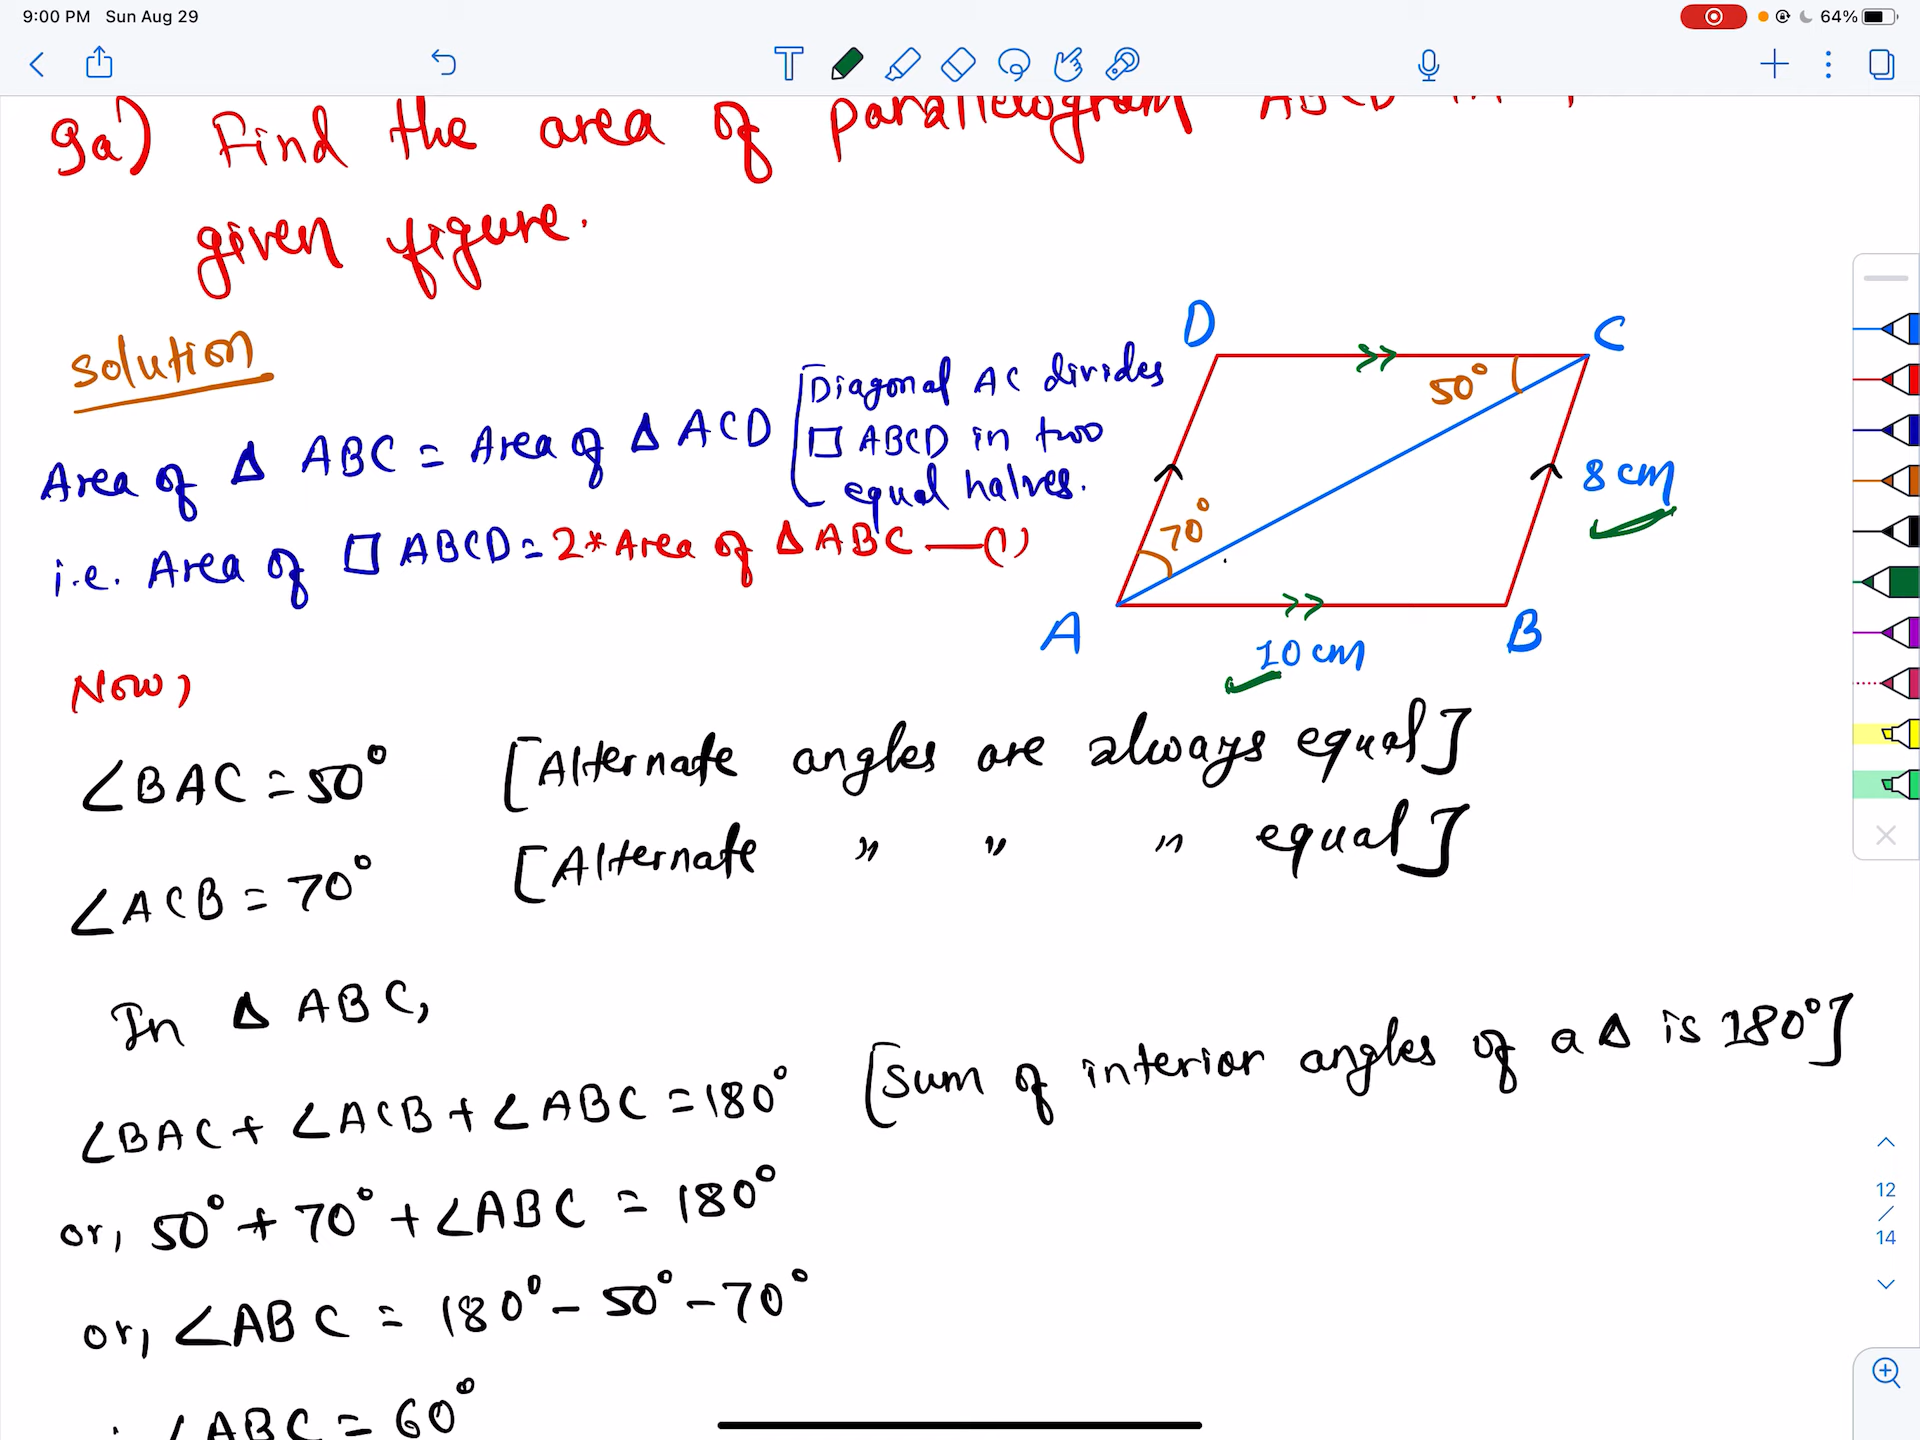 9:00 PM Sun Aug 29
64%
9a) Find the area of parallelogram ABCD in
given figure.
solution
Area of Δ ABC = Area of Δ ACD [Diagonal AC divides
▱ ABCD in two
equal halves.
i.e. Area of ▱ ABCD = 2*Area of Δ ABC —(1)
D
C
50°
8 cm
70°
A
B
10 cm
Now,
∠BAC = 50° [Alternate angles are always equal]
∠ACB = 70° [Alternate " " " equal]
In Δ ABC,
∠BAC + ∠ACB + ∠ABC = 180° [Sum of interior angles of a Δ is 180°]
or, 50° + 70° + ∠ABC = 180°
or, ∠ABC = 180° - 50° - 70°
∠ABC = 60°
12
/
14